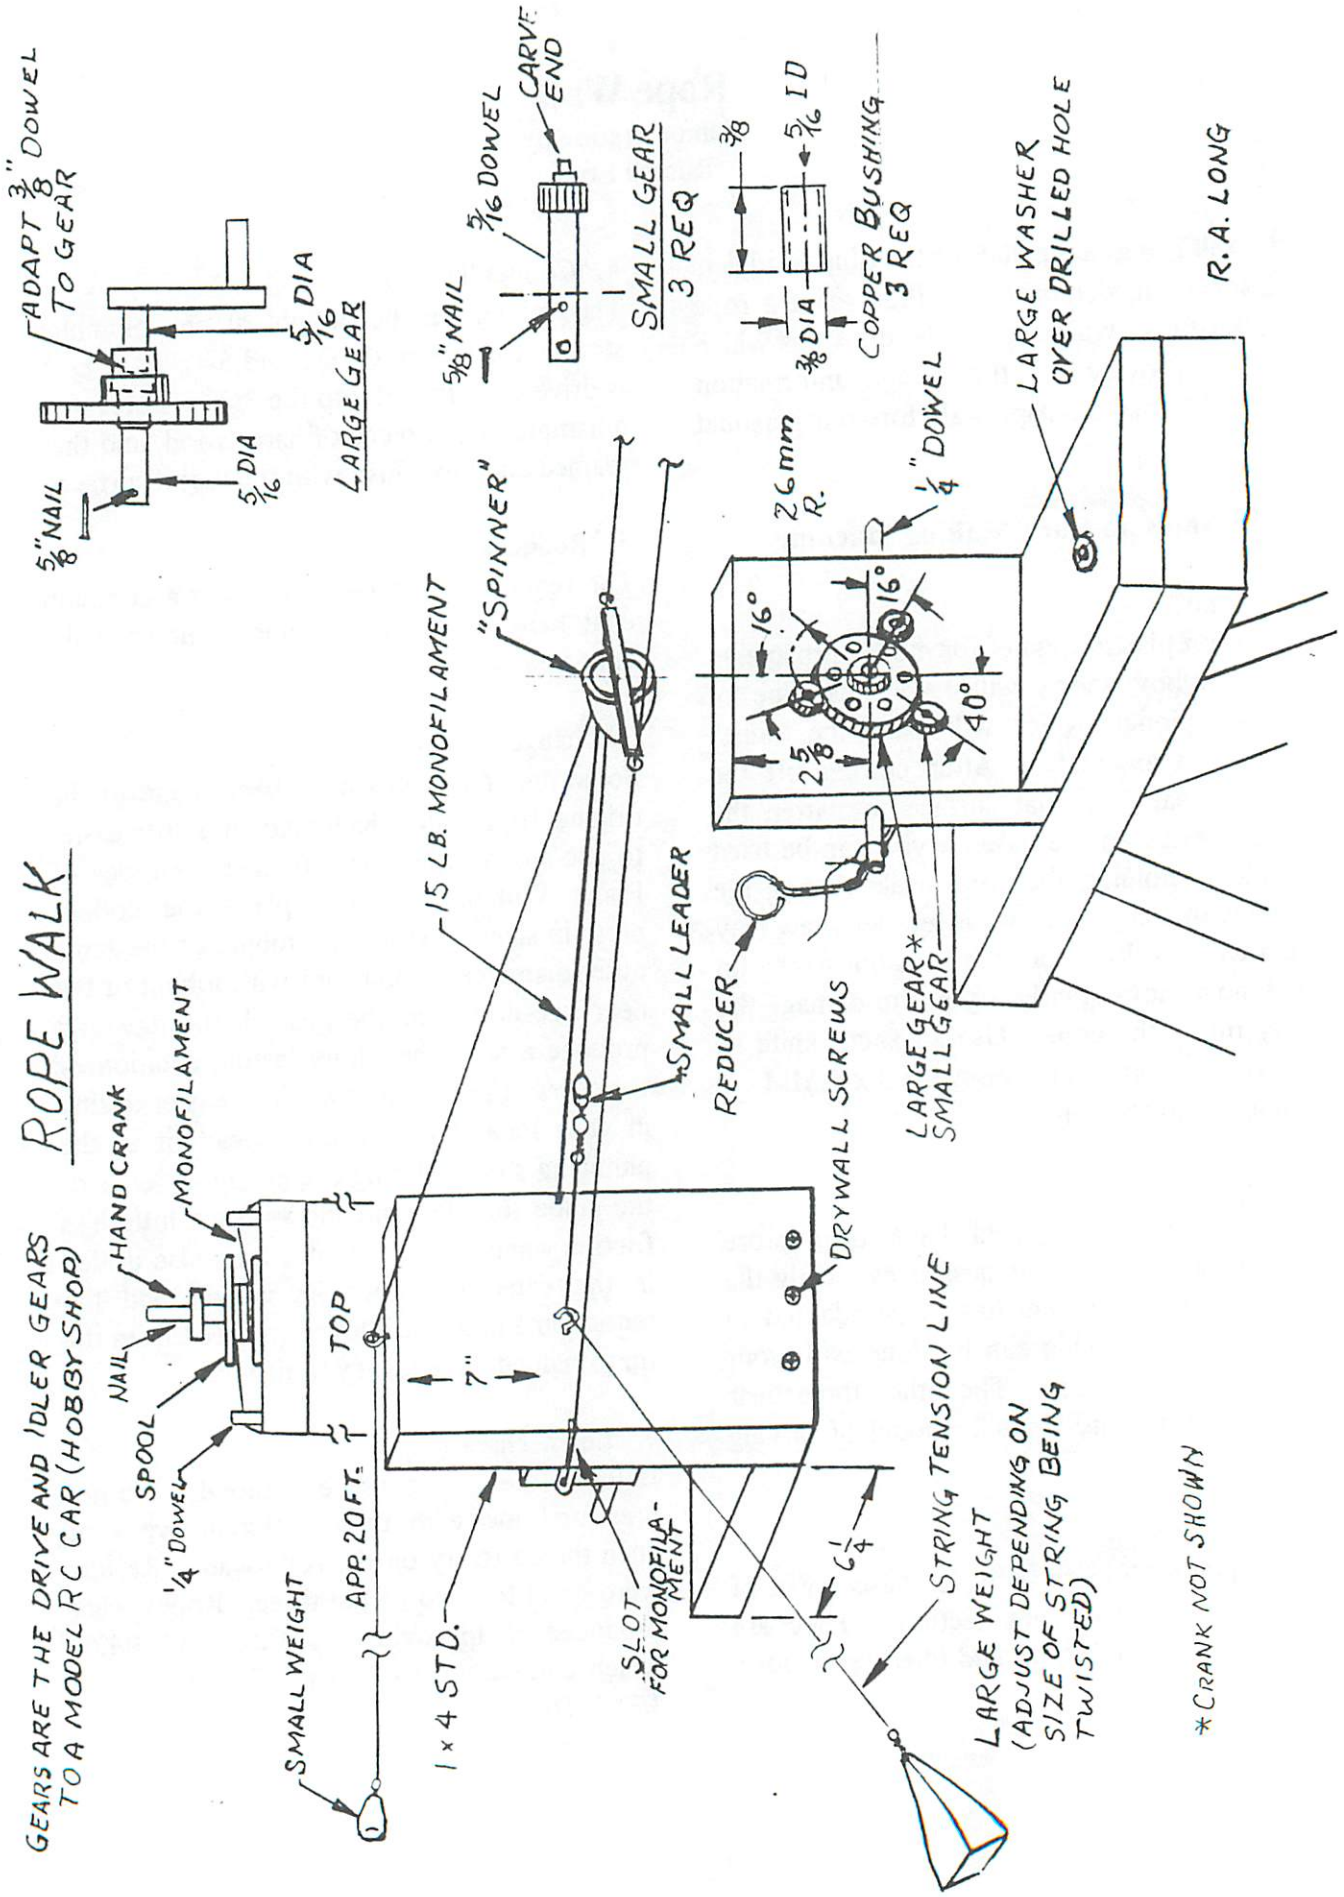 ROPE WALK
GEARS ARE THE DRIVE AND IDLER GEARS
TO A MODEL RC CAR (HOBBY SHOP)
NAIL
HAND CRANK
SPOOL
MONOFILAMENT
1/4" DOWEL
TOP
SMALL WEIGHT
APP. 20 FT.
7"
1 x 4 STD.
SLOT
FOR MONOFILA-
MENT
6 1/4
STRING TENSION LINE
LARGE WEIGHT
(ADJUST DEPENDING ON
SIZE OF STRING BEING
TWISTED)
*CRANK NOT SHOWN
DRYWALL SCREWS
SMALL LEADER
15 LB. MONOFILAMENT
"SPINNER"
REDUCER
LARGE GEAR*
SMALL GEAR
2 5/8
16°
16°
40°
26mm
R.
1/4" DOWEL
LARGE WASHER
OVER DRILLED HOLE
R.A. LONG
5/8" NAIL
ADAPT 3/8" DOWEL
TO GEAR
5/16 DIA
5/16 DIA
LARGE GEAR
5/8" NAIL
5/16 DOWEL
CARVE
END
SMALL GEAR
3 REQ
3/8
3/8 DIA
5/16 ID
COPPER BUSHING
3 REQ